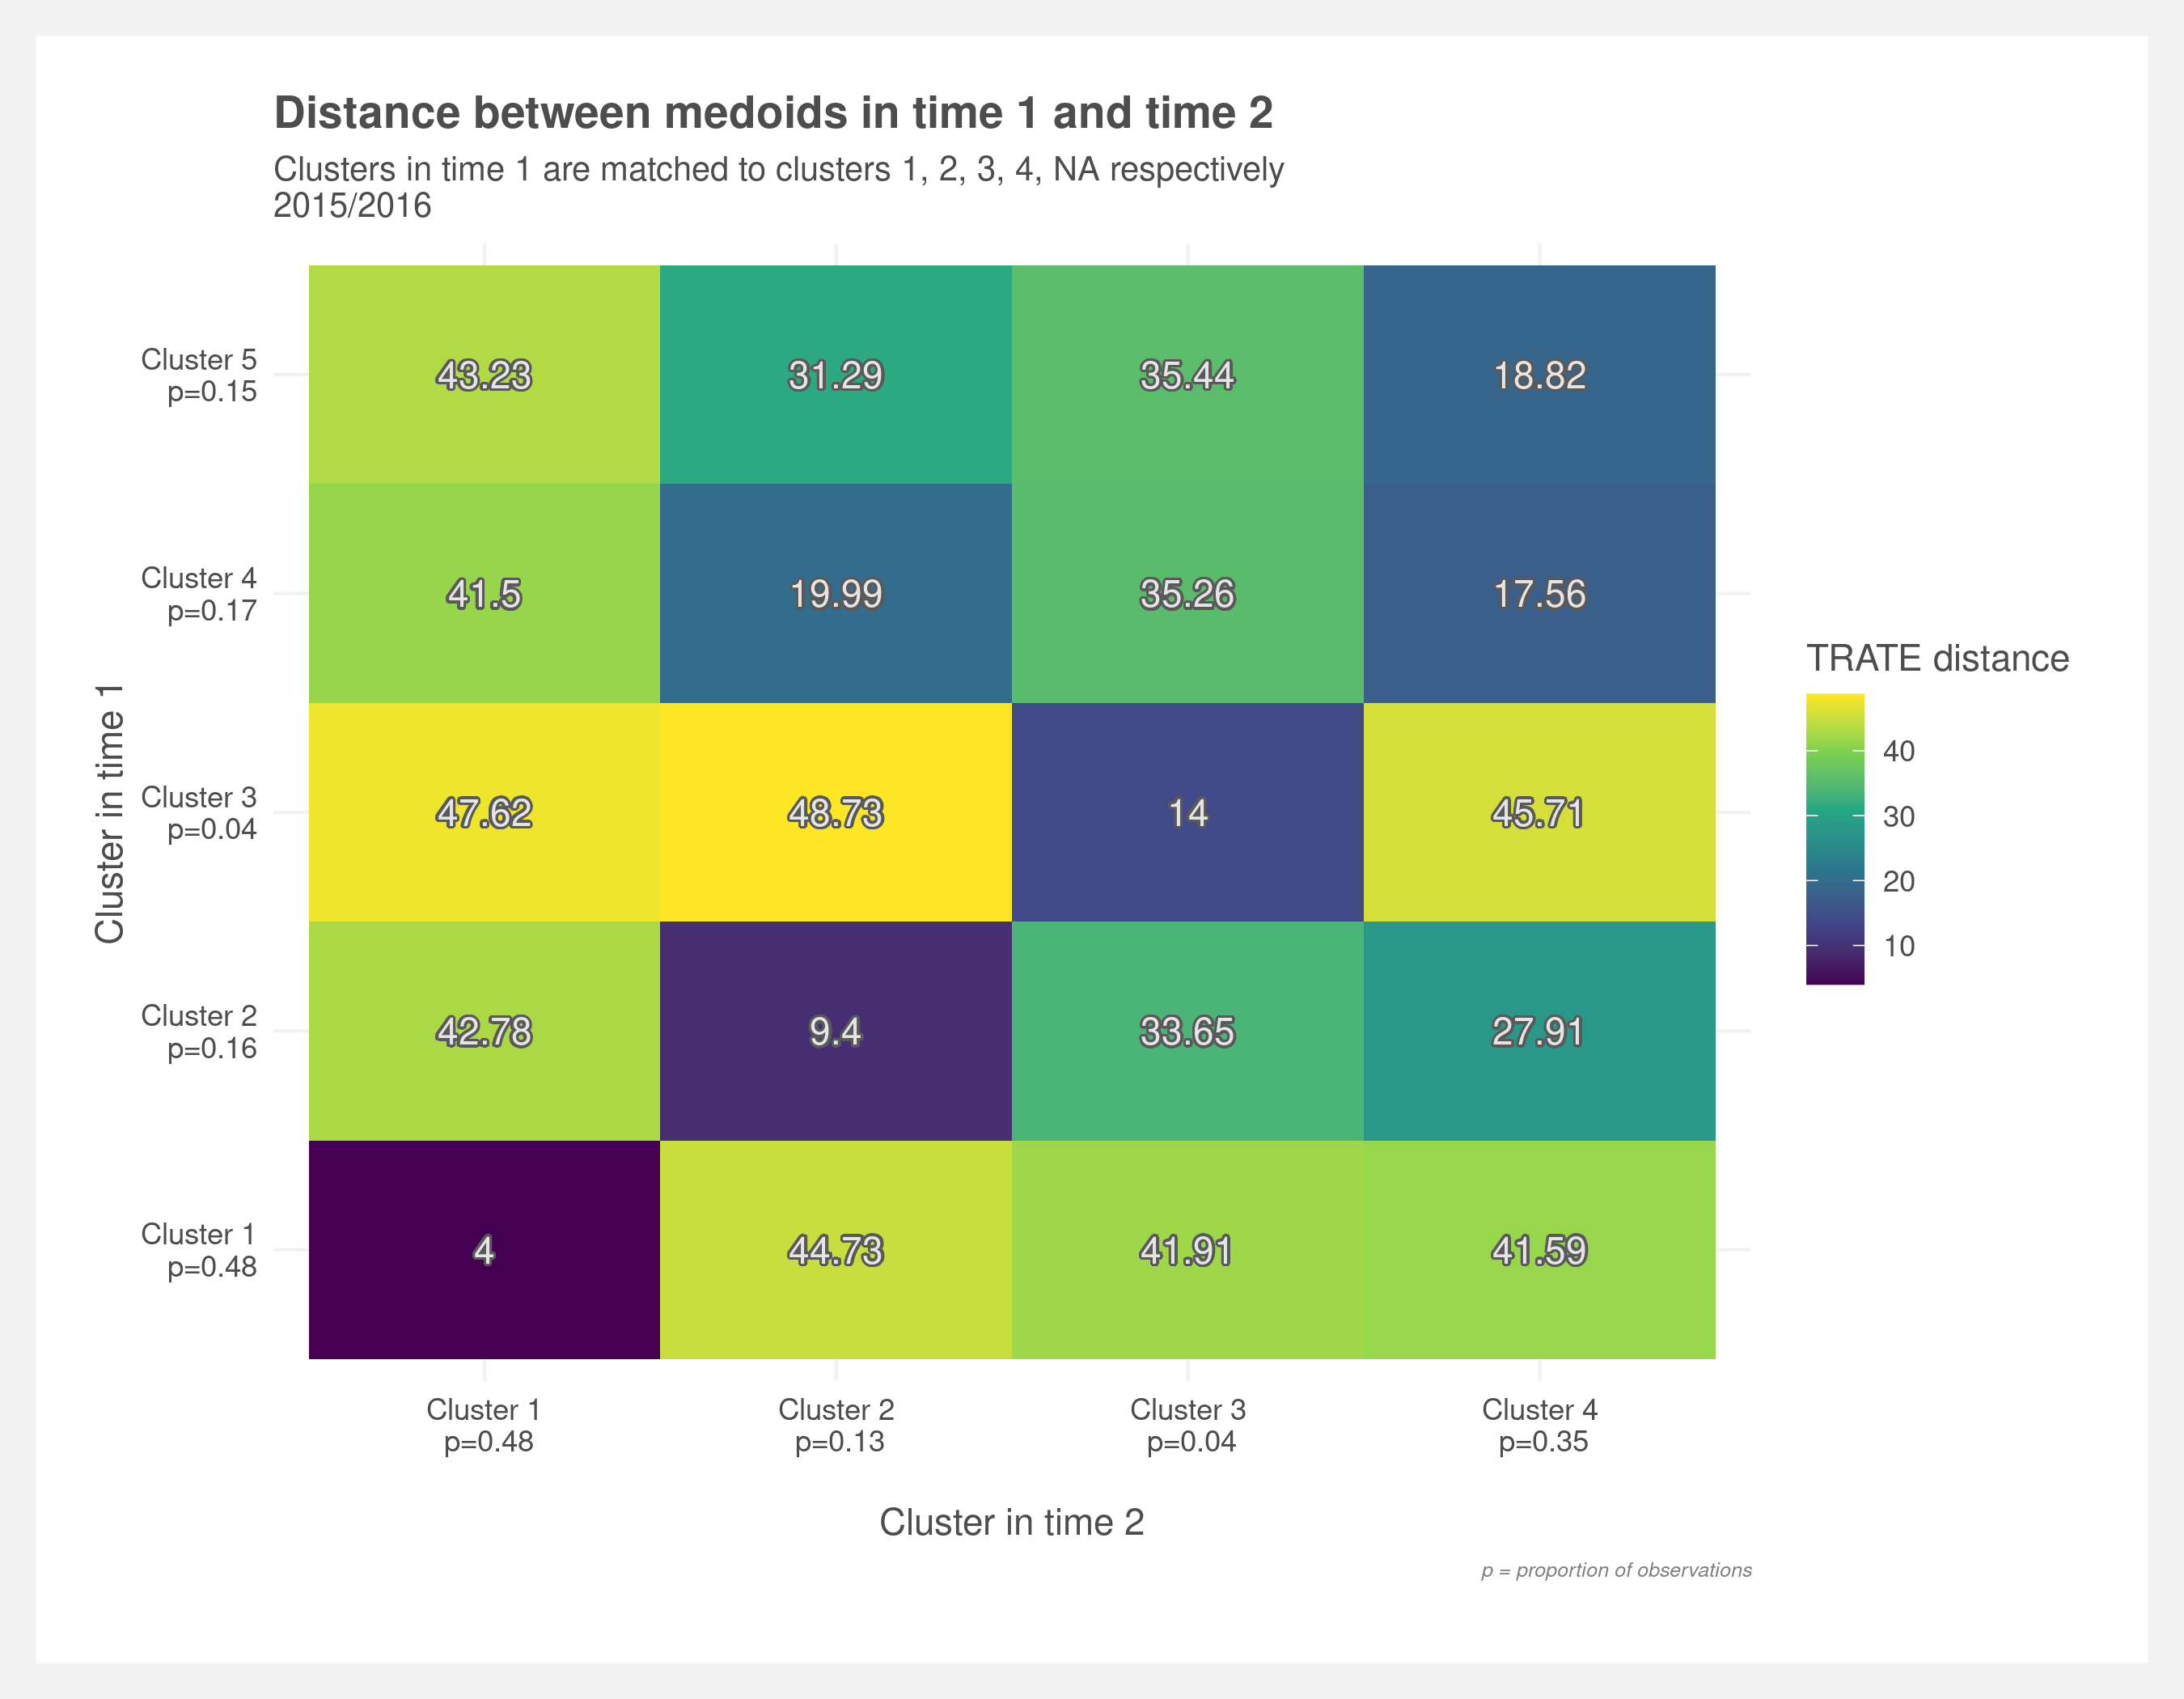 Distance between medoids in time 1 and time 2
Clusters in time 1 are matched to clusters 1, 2, 3, 4, NA respectively
2015/2016
Cluster in time 1
Cluster 5
p=0.15
43.23 31.29 35.44 18.82
Cluster 4
p=0.17
41.5 19.99 35.26 17.56
Cluster 3
p=0.04
47.62 48.73 14 45.71
Cluster 2
p=0.16
42.78 9.4 33.65 27.91
Cluster 1
p=0.48
4 44.73 41.91 41.59
Cluster 1 Cluster 2 Cluster 3 Cluster 4
p=0.48 p=0.13 p=0.04 p=0.35
Cluster in time 2
TRATE distance
40
30
20
10
p = proportion of observations